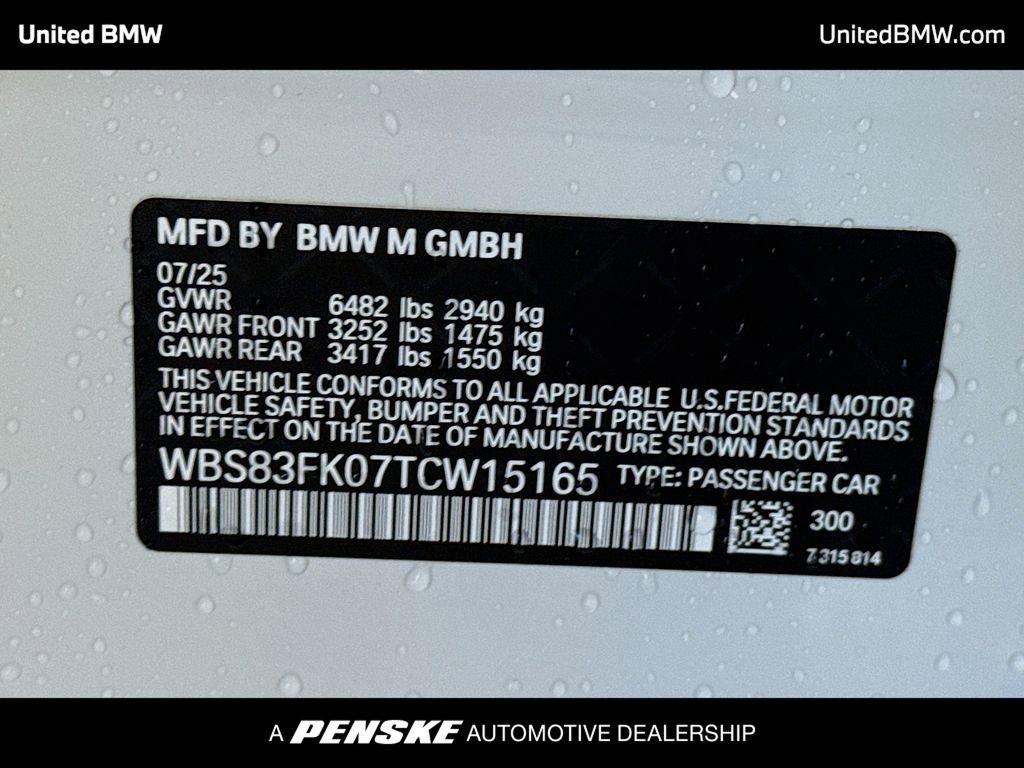 United BMW
UnitedBMW.com
MFD BY BMW M GMBH
07/25
GVWR 6482 lbs 2940 kg
GAWR FRONT 3252 lbs 1475 kg
GAWR REAR 3417 lbs 1550 kg
THIS VEHICLE CONFORMS TO ALL APPLICABLE U.S.FEDERAL MOTOR
VEHICLE SAFETY, BUMPER AND THEFT PREVENTION STANDARDS
IN EFFECT ON THE DATE OF MANUFACTURE SHOWN ABOVE.
WBS83FK07TCW15165 TYPE: PASSENGER CAR
300
7315814
A PENSKE AUTOMOTIVE DEALERSHIP